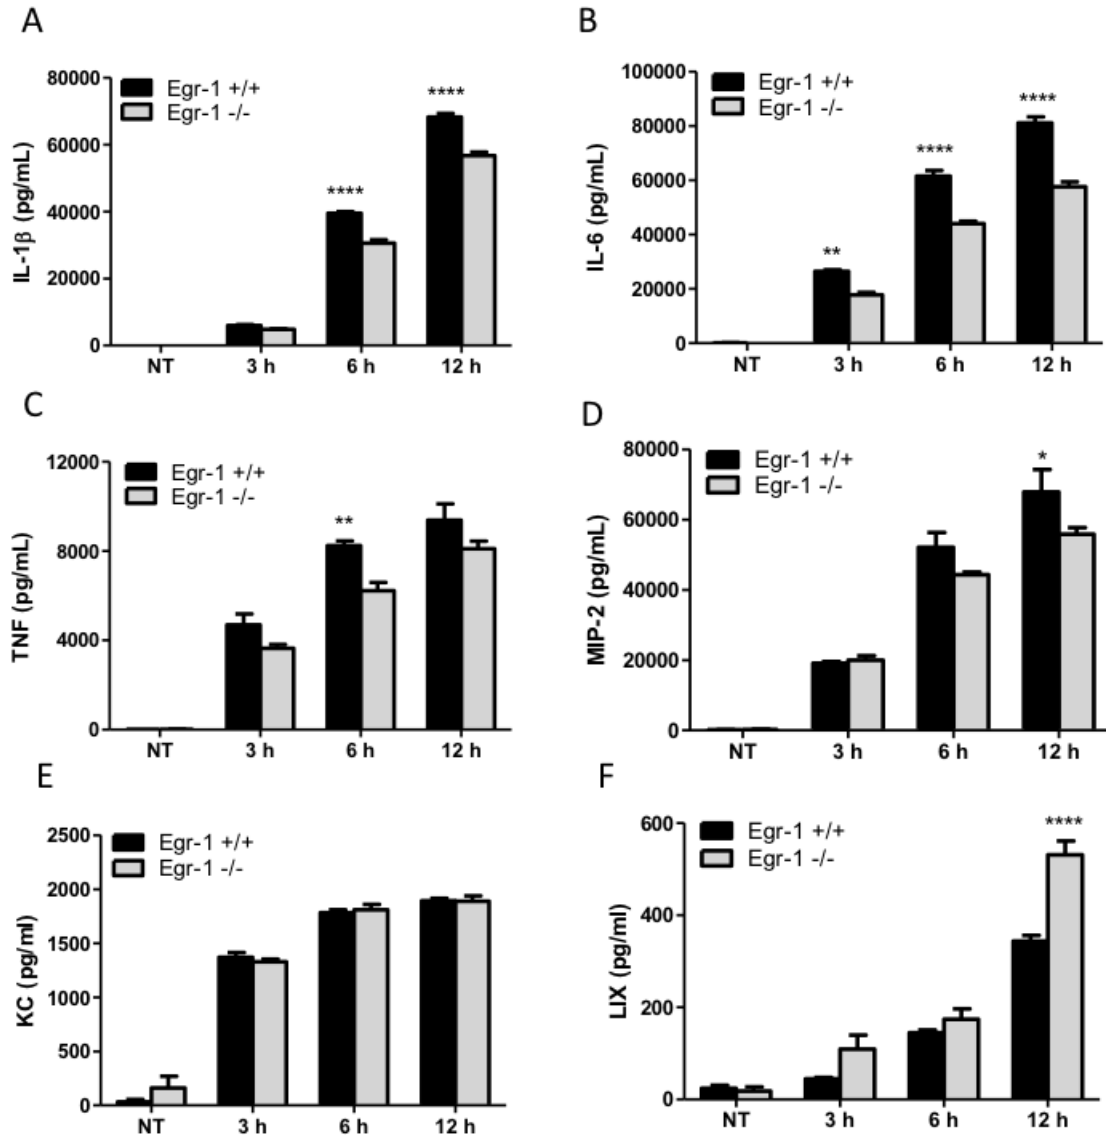 A
80000
60000
40000
20000
0
IL-1β (pg/mL)
Egr-1 +/+
Egr-1 -/-
****
****
NT 3 h 6 h 12 h
B
100000
80000
60000
40000
20000
0
IL-6 (pg/mL)
Egr-1 +/+
Egr-1 -/-
**
****
****
NT 3 h 6 h 12 h
C
12000
8000
4000
0
TNF (pg/mL)
Egr-1 +/+
Egr-1 -/-
**
NT 3 h 6 h 12 h
D
80000
60000
40000
20000
0
MIP-2 (pg/mL)
Egr-1 +/+
Egr-1 -/-
*
NT 3 h 6 h 12 h
E
2500
2000
1500
1000
500
0
KC (pg/ml)
Egr-1 +/+
Egr-1 -/-
NT 3 h 6 h 12 h
F
600
400
200
0
LIX (pg/ml)
Egr-1 +/+
Egr-1 -/-
****
NT 3 h 6 h 12 h